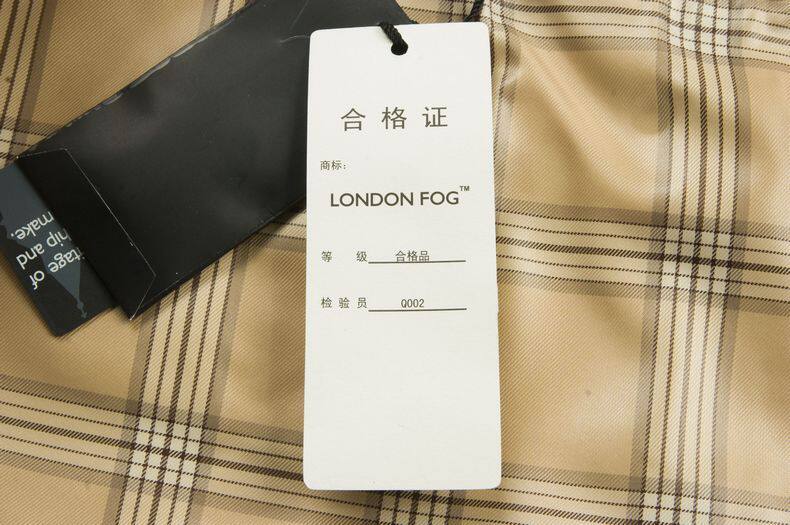 合格证
商标：
LONDON FOG™
等 级 合格品
检验员 Q002
tage of
hip and
make.